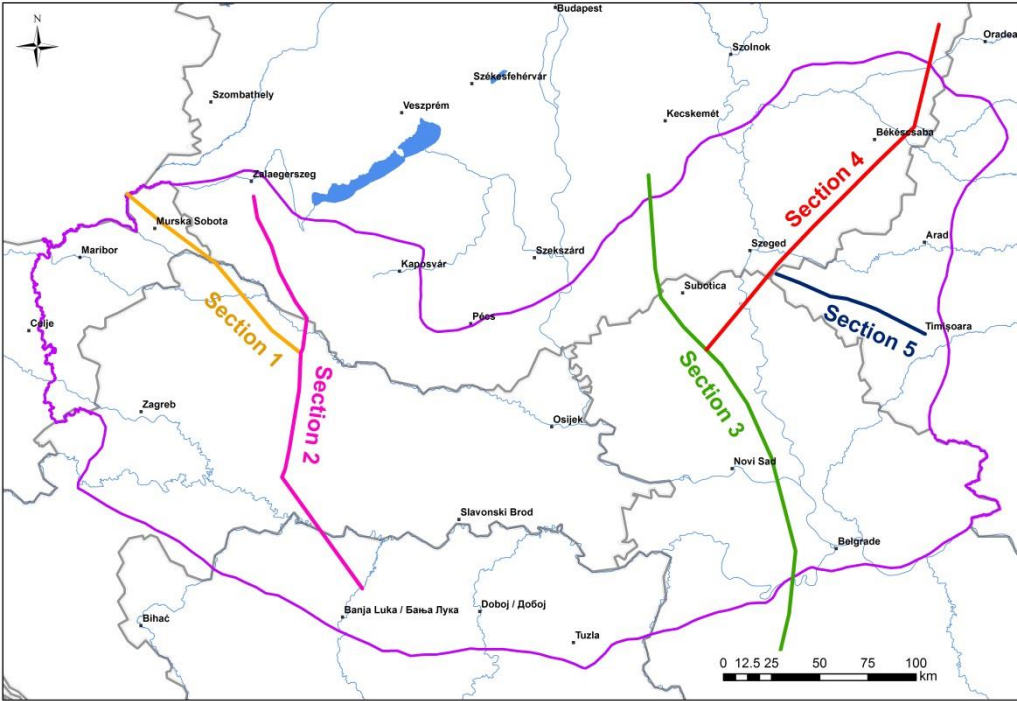 N
Budapest
Oradea
Szolnok
Székesfehérvár
Szombathely
Veszprém
Kecskemét
Békéscsaba
Zalaegerszeg
Section 4
Murska Sobota
Maribor
Szeged
Arad
Szekszárd
Kaposvár
Subotica
Section 1
Pécs
Section 5
Timişoara
Celje
Section 2
Section 3
Zagreb
Osijek
Novi Sad
Slavonski Brod
Belgrade
Banja Luka / Бања Лука
Doboj / Добој
Bihać
Tuzla
0 12.5 25 50 75 100
km